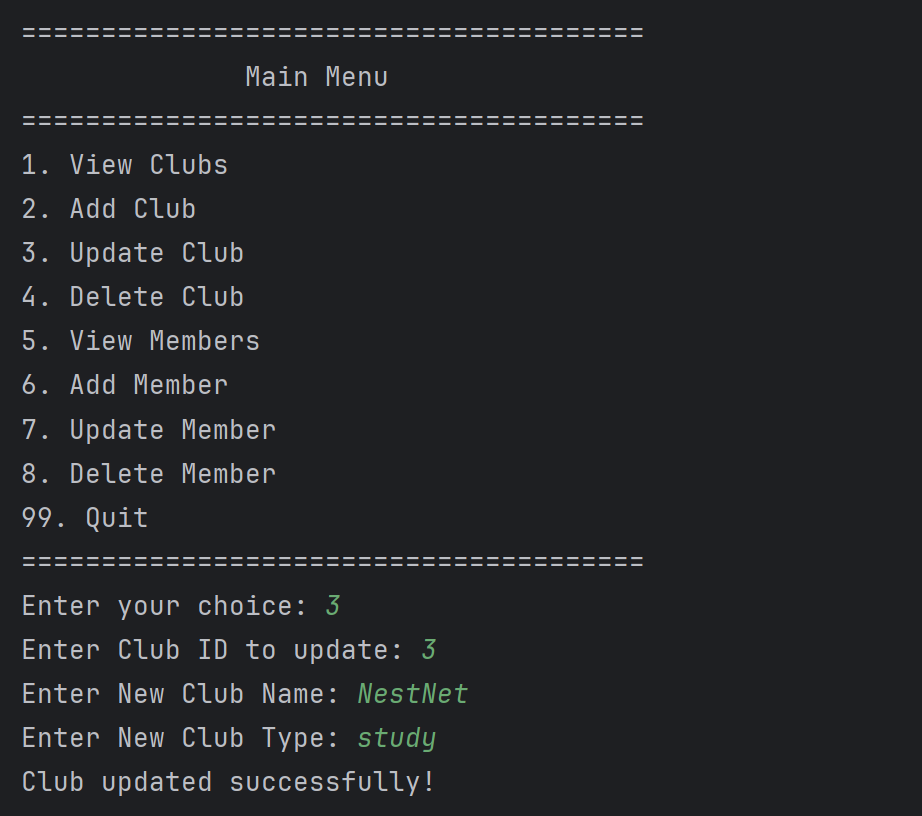 =======================================
Main Menu
=======================================
1. View Clubs
2. Add Club
3. Update Club
4. Delete Club
5. View Members
6. Add Member
7. Update Member
8. Delete Member
99. Quit
=======================================
Enter your choice: 3
Enter Club ID to update: 3
Enter New Club Name: NestNet
Enter New Club Type: study
Club updated successfully!